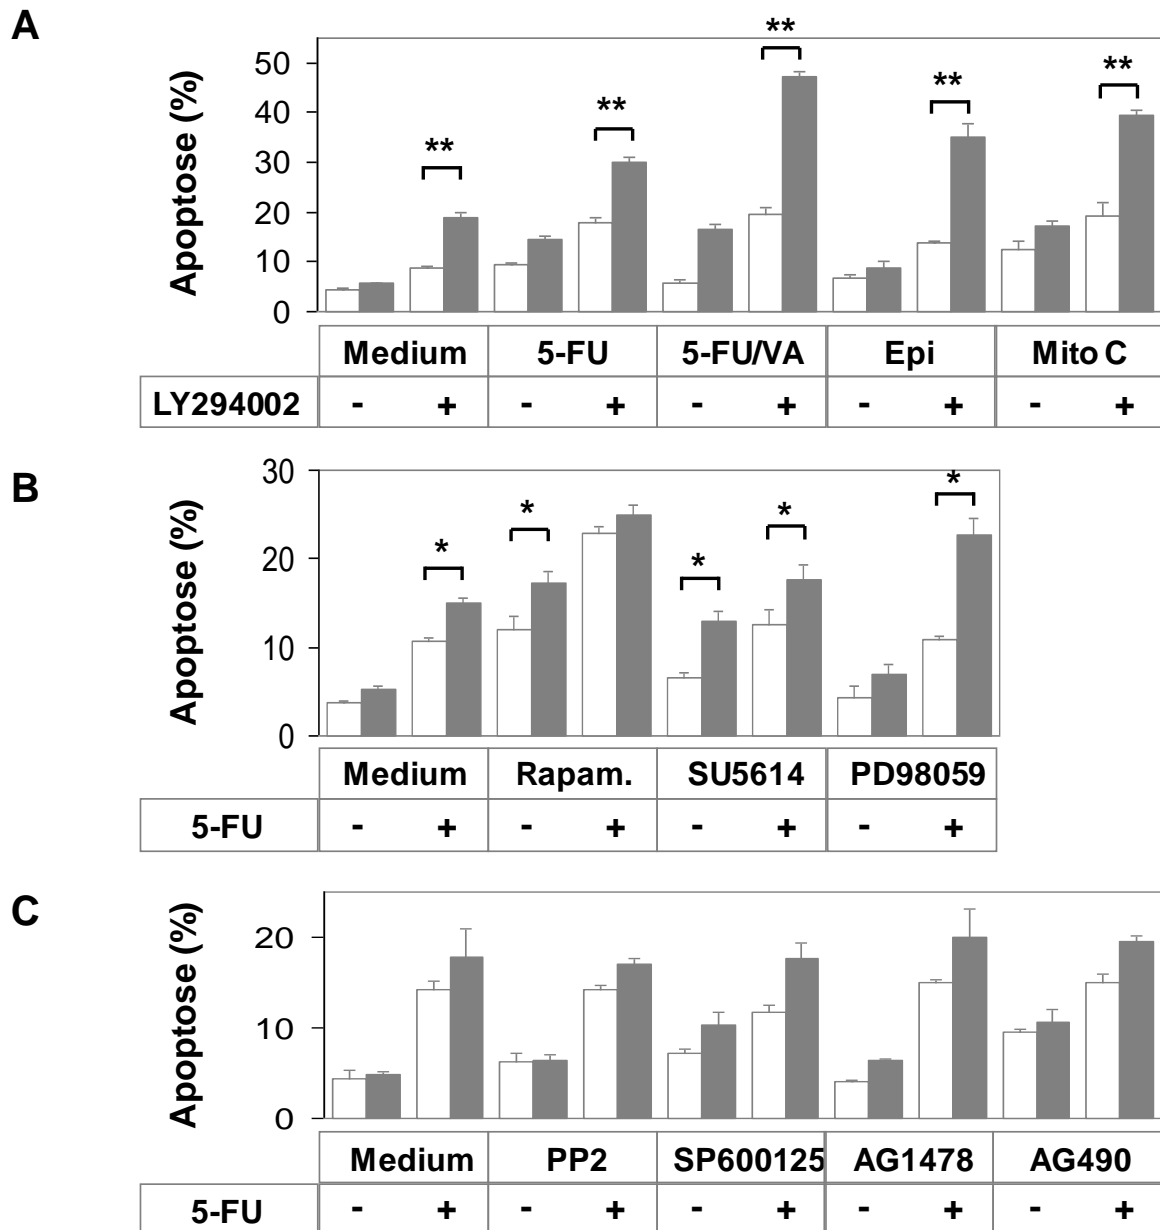 A
Apoptose (%)
50
40
30
20
10
0
**
**
**
**
**
Medium 5-FU 5-FU/VA Epi Mito C
LY294002 - + - + - + - + - +
B
Apoptose (%)
30
20
10
0
*
*
*
*
*
Medium Rapam. SU5614 PD98059
5-FU - + - + - + - +
C
Apoptose (%)
20
10
0
Medium PP2 SP600125 AG1478 AG490
5-FU - + - + - + - + - +